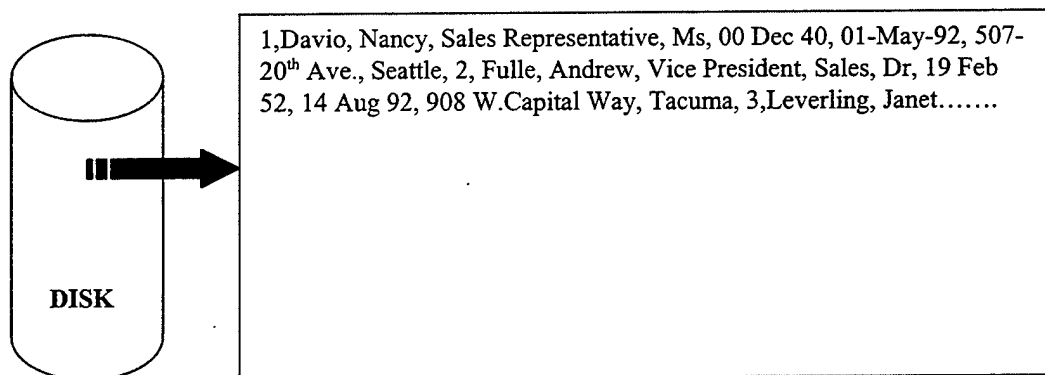 1,Davio, Nancy, Sales Representative, Ms, 00 Dec 40, 01-May-92, 507-
20th Ave., Seattle, 2, Fulle, Andrew, Vice President, Sales, Dr, 19 Feb
52, 14 Aug 92, 908 W.Capital Way, Tacuma, 3,Leverling, Janet.......
DISK